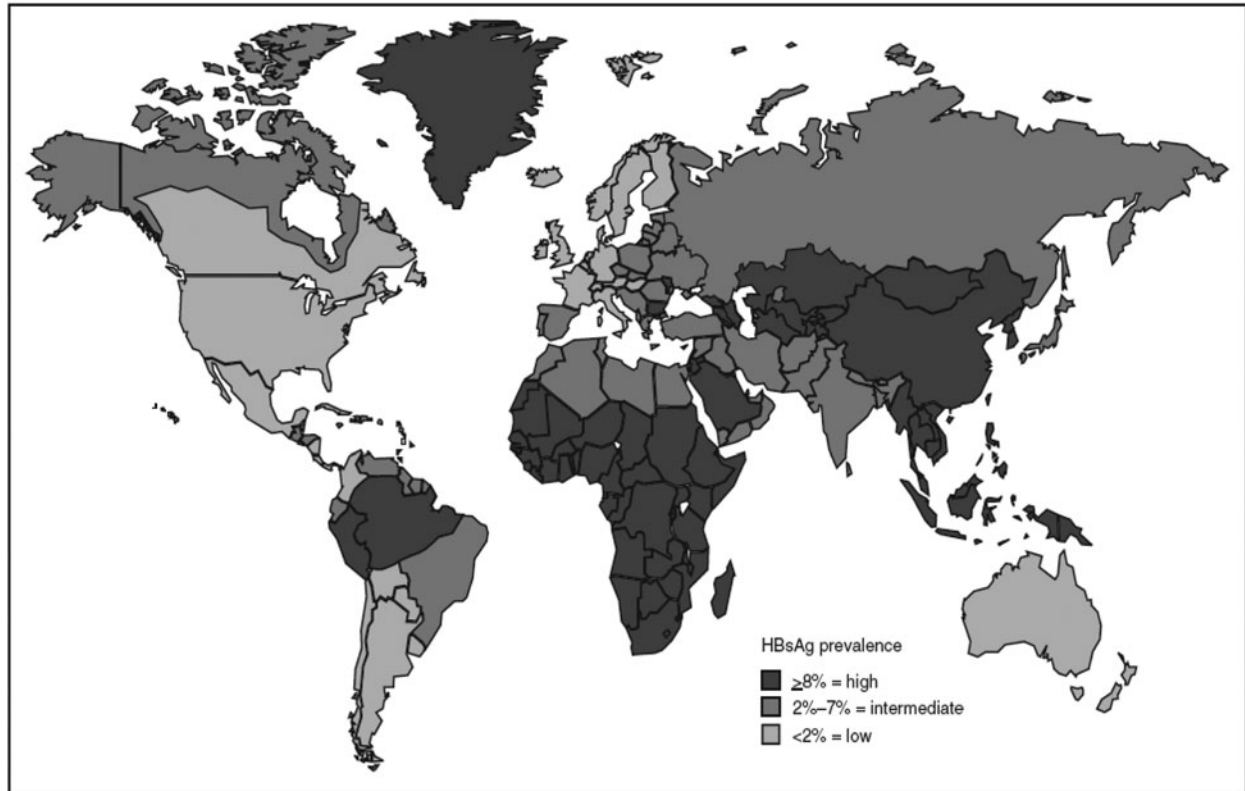 HBsAg prevalence
≥8% = high
2%–7% = intermediate
<2% = low